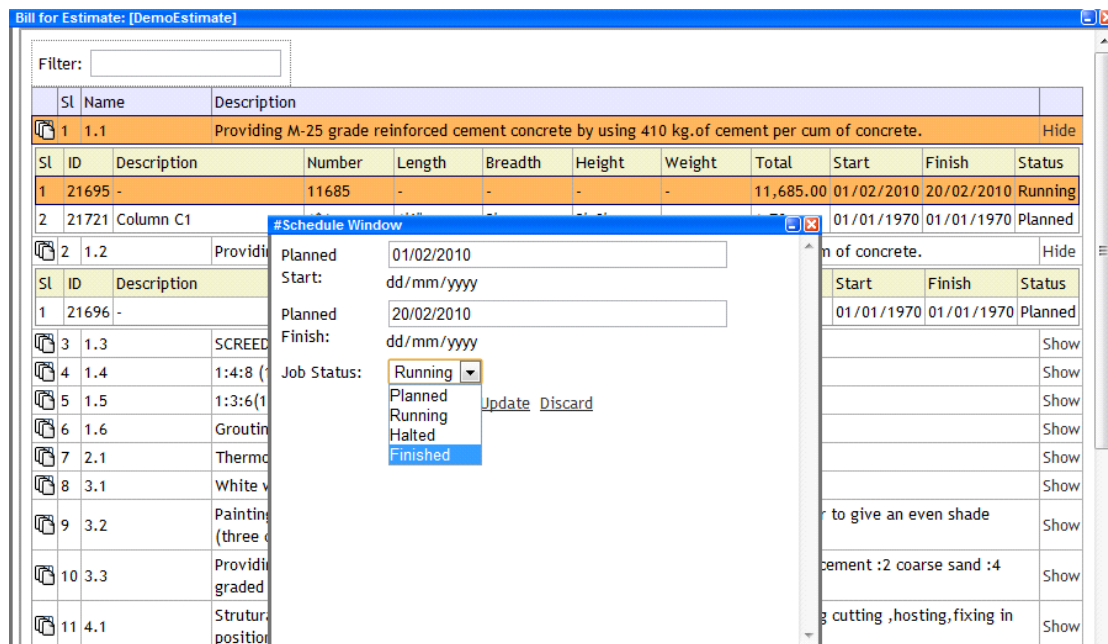 Bill for Estimate: [DemoEstimate]
Filter:
Sl Name Description
1 1.1 Providing M-25 grade reinforced cement concrete by using 410 kg.of cement per cum of concrete. Hide
Sl ID Description Number Length Breadth Height Weight Total Start Finish Status
1 21695 - 11685 - - - - 11,685.00 01/02/2010 20/02/2010 Running
2 21721 Column C1 01/01/1970 01/01/1970 Planned
#Schedule Window
2 1.2 of concrete. Hide
Planned Start: 01/02/2010
dd/mm/yyyy
Sl ID Description Start Finish Status
1 21696 - 01/01/1970 01/01/1970 Planned
Planned Finish: 20/02/2010
dd/mm/yyyy
3 1.3 SCREED Show
4 1.4 1:4:8 Show
Job Status: Running
Planned
Running
Halted
Finished
Update Discard
5 1.5 1:3:6(1 Show
6 1.6 Show
7 2.1 Show
8 3.1 White Show
9 3.2 to give an even shade
(three Show
10 3.3 cement :2 coarse sand :4
graded Show
11 4.1 cutting ,hosting,fixing in
Show